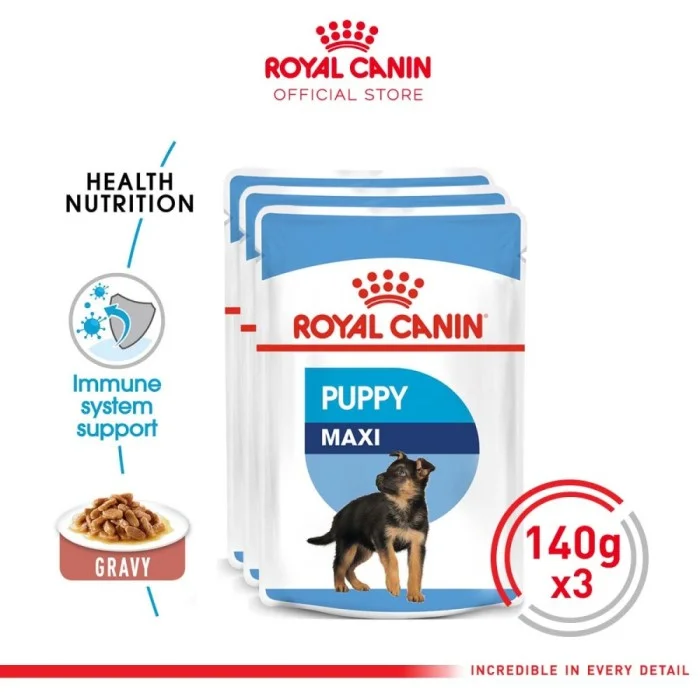 ROYAL CANIN
OFFICIAL STORE
HEALTH
NUTRITION
Immune
system
support
GRAVY
ROYAL CANIN®
PUPPY
MAXI
140g
x3
INCREDIBLE IN EVERY DETAIL